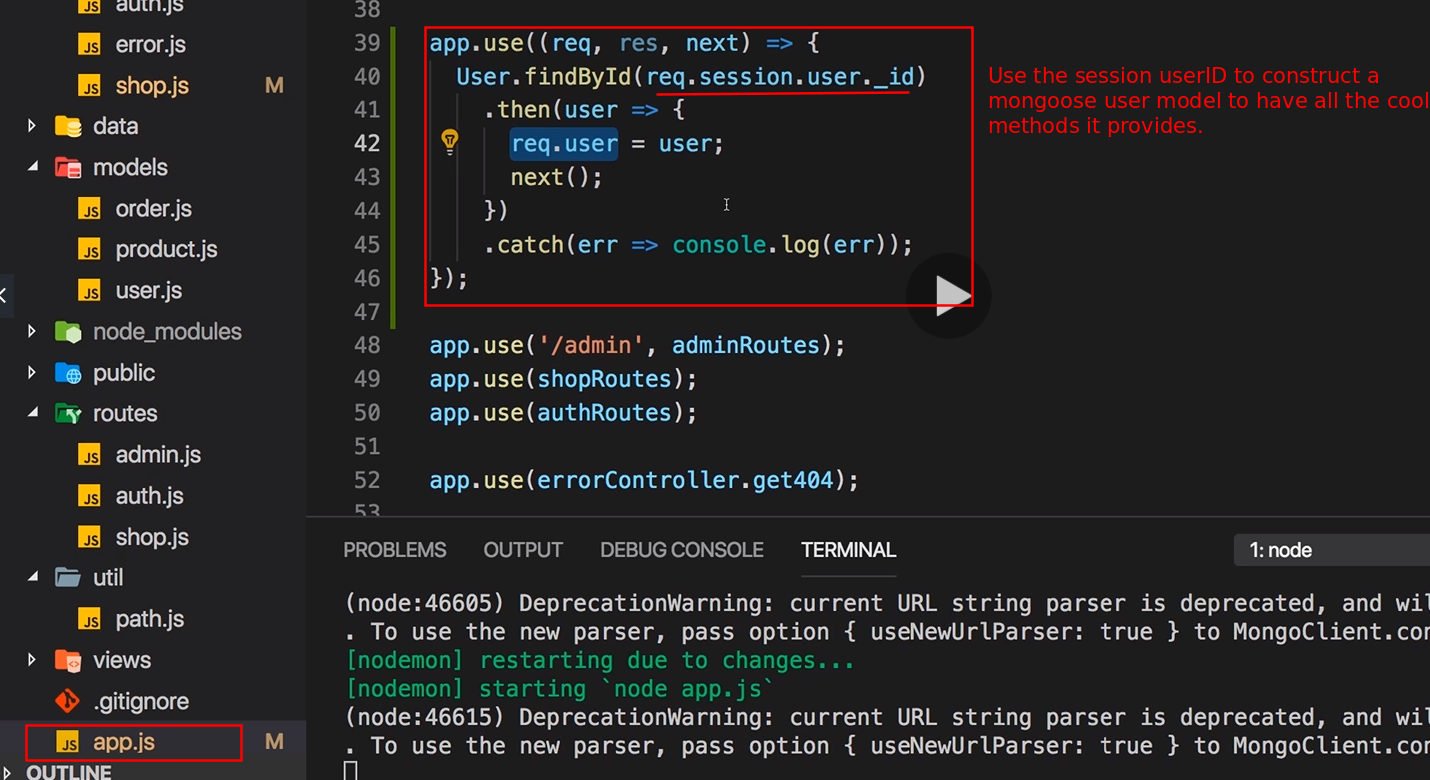 auth.js
error.js
shop.js M
data
models
order.js
product.js
user.js
node_modules
public
routes
admin.js
auth.js
shop.js
util
path.js
views
.gitignore
app.js M
OUTLINE
38
39 app.use((req, res, next) => {
40 User.findById(req.session.user._id)
41 .then(user => {
42 req.user = user;
43 next();
44 })
45 .catch(err => console.log(err));
46 });
47
48 app.use('/admin', adminRoutes);
49 app.use(shopRoutes);
50 app.use(authRoutes);
51
52 app.use(errorController.get404);
53
Use the session userID to construct a
mongoose user model to have all the cool
methods it provides.
PROBLEMS OUTPUT DEBUG CONSOLE TERMINAL 1: node
(node:46605) DeprecationWarning: current URL string parser is deprecated, and wil
. To use the new parser, pass option { useNewUrlParser: true } to MongoClient.con
[nodemon] restarting due to changes...
[nodemon] starting `node app.js`
(node:46615) DeprecationWarning: current URL string parser is deprecated, and wil
. To use the new parser, pass option { useNewUrlParser: true } to MongoClient.con